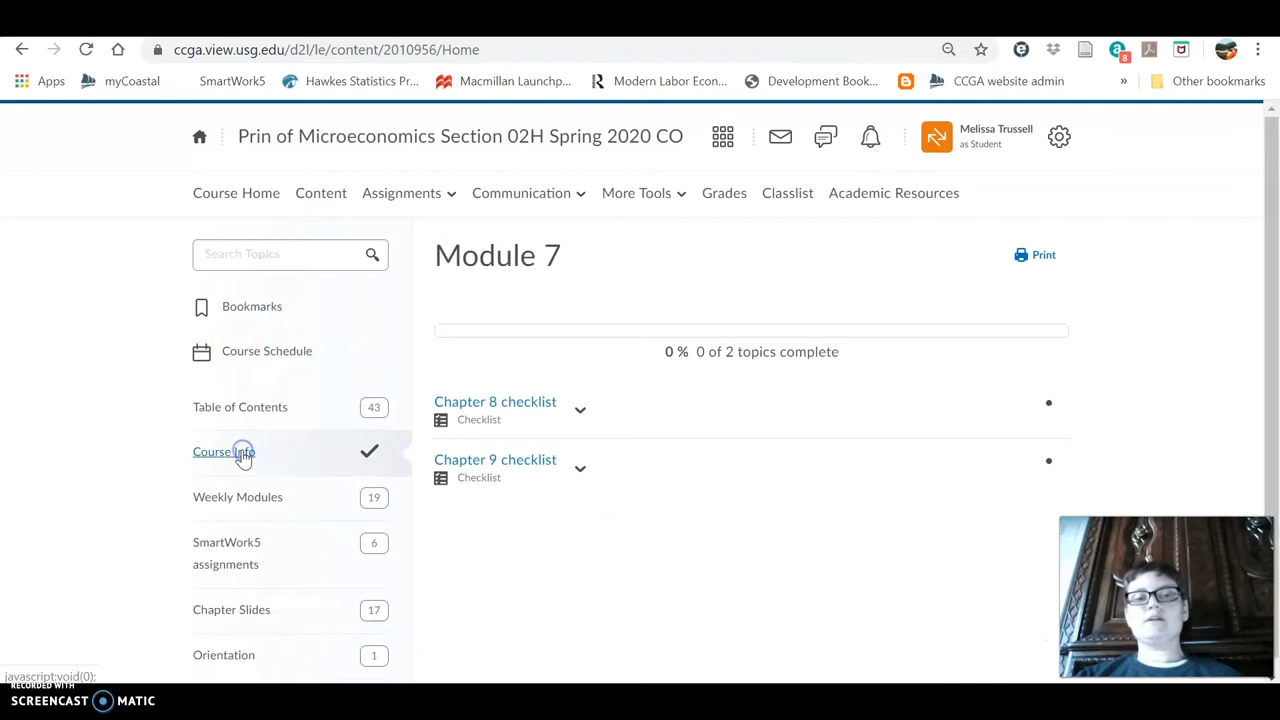 ccga.view.usg.edu/d2l/le/content/2010956/Home
8
Apps myCoastal SmartWork5 Hawkes Statistics Pr... Macmillan Launchp... Modern Labor Econ... Development Book... CCGA website admin » Other bookmarks
Prin of Microeconomics Section 02H Spring 2020 CO
Melissa Trussell
as Student
Course Home Content Assignments Communication More Tools Grades Classlist Academic Resources
Search Topics
Bookmarks
Course Schedule
Table of Contents 43
Course Info
Weekly Modules 19
SmartWork5 assignments 6
Chapter Slides 17
Orientation 1
Module 7
Print
0 % 0 of 2 topics complete
Chapter 8 checklist
Checklist
Chapter 9 checklist
Checklist
javascript:void(0);
RECORDED WITH
SCREENCAST MATIC